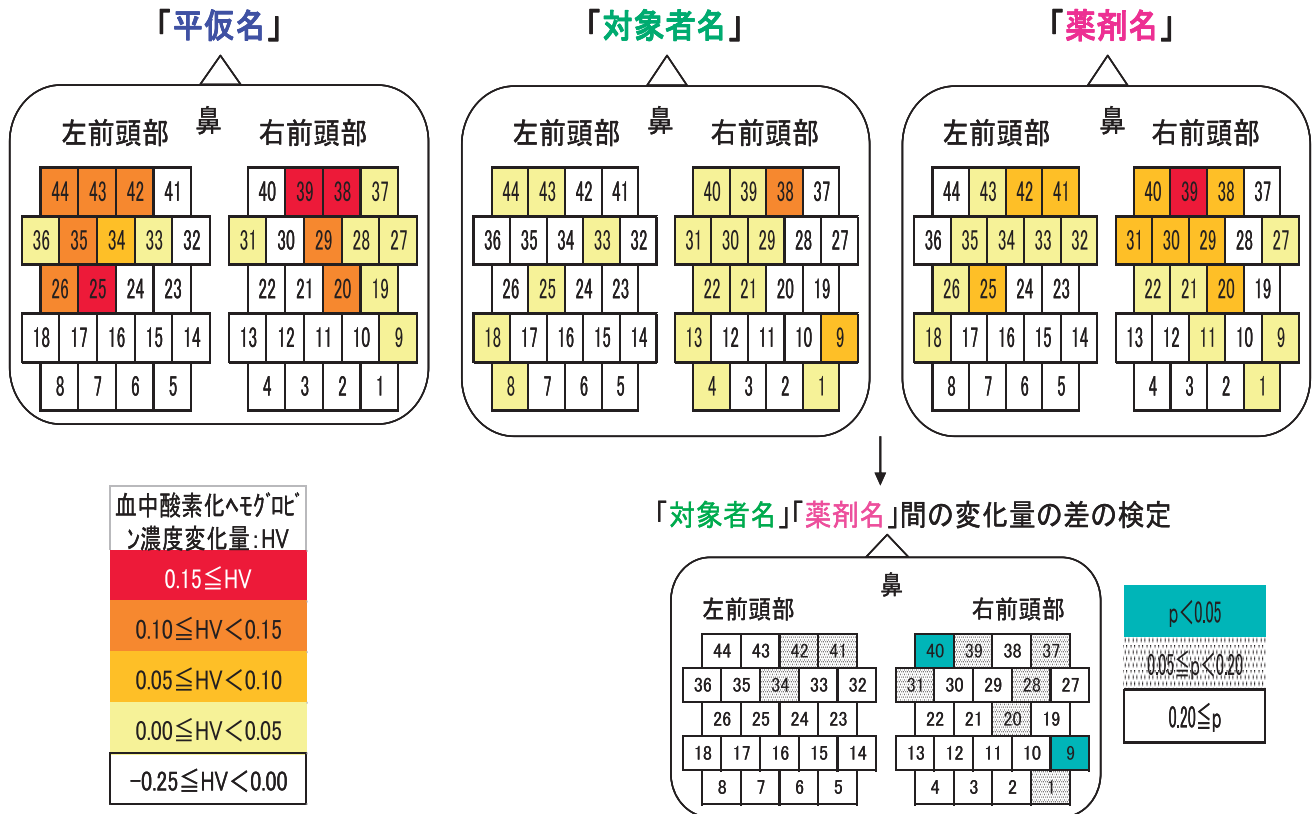 「平仮名」
鼻
左前頭部 右前頭部
44 43 42 41 40 39 38 37
36 35 34 33 32 31 30 29 28 27
26 25 24 23 22 21 20 19
18 17 16 15 14 13 12 11 10 9
8 7 6 5 4 3 2 1
「対象者名」
鼻
左前頭部 右前頭部
44 43 42 41 40 39 38 37
36 35 34 33 32 31 30 29 28 27
26 25 24 23 22 21 20 19
18 17 16 15 14 13 12 11 10 9
8 7 6 5 4 3 2 1
「薬剤名」
鼻
左前頭部 右前頭部
44 43 42 41 40 39 38 37
36 35 34 33 32 31 30 29 28 27
26 25 24 23 22 21 20 19
18 17 16 15 14 13 12 11 10 9
8 7 6 5 4 3 2 1
血中酸素化ヘモグロビ
ン濃度変化量:HV
0.15≦HV
0.10≦HV<0.15
0.05≦HV<0.10
0.00≦HV<0.05
-0.25≦HV<0.00
「対象者名」「薬剤名」間の変化量の差の検定
鼻
左前頭部 右前頭部
44 43 42 41 40 39 38 37
36 35 34 33 32 31 30 29 28 27
26 25 24 23 22 21 20 19
18 17 16 15 14 13 12 11 10 9
8 7 6 5 4 3 2 1
p<0.05
0.05≦p<0.20
0.20≦p